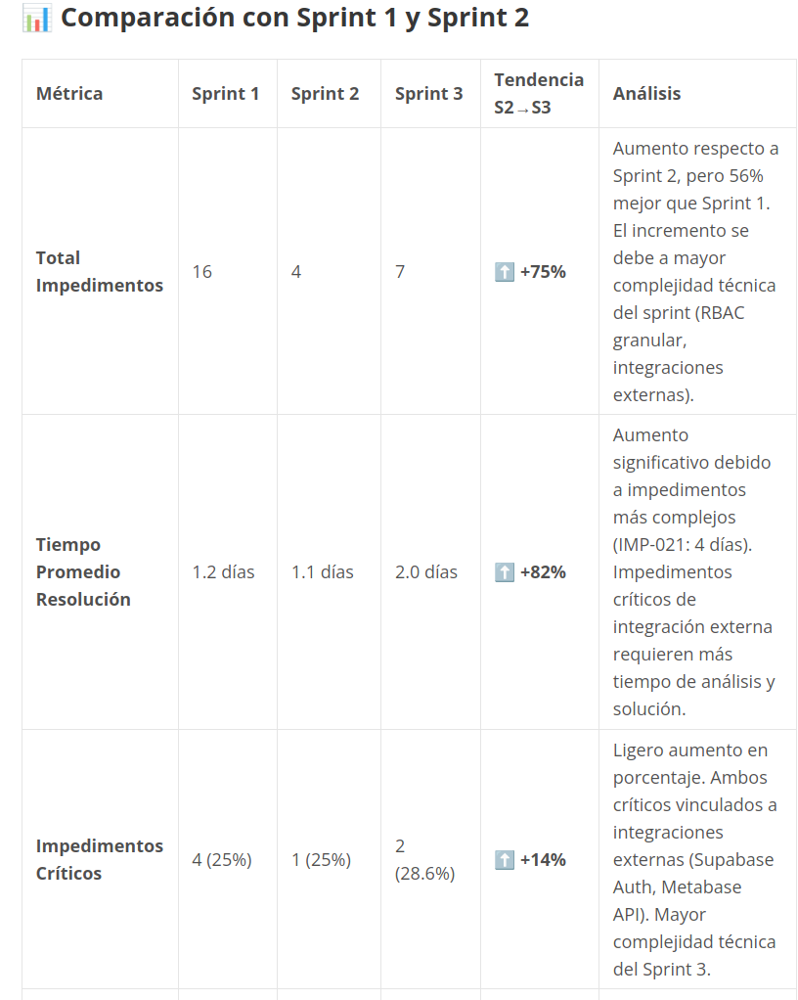 📊 Comparación con Sprint 1 y Sprint 2
Métrica
Sprint 1
Sprint 2
Sprint 3
Tendencia
S2→S3
Análisis
Total
Impedimentos
16
4
7
⬆️ +75%
Aumento respecto a
Sprint 2, pero 56%
mejor que Sprint 1.
El incremento se
debe a mayor
complejidad técnica
del sprint (RBAC
granular,
integraciones
externas).
Tiempo
Promedio
Resolución
1.2 días
1.1 días
2.0 días
⬆️ +82%
Aumento
significativo debido
a impedimentos
más complejos
(IMP-021: 4 días).
Impedimentos
críticos de
integración externa
requieren más
tiempo de análisis y
solución.
Impedimentos
Críticos
4 (25%)
1 (25%)
2
(28.6%)
⬆️ +14%
Ligero aumento en
porcentaje. Ambos
críticos vinculados a
integraciones
externas (Supabase
Auth, Metabase
API). Mayor
complejidad técnica
del Sprint 3.